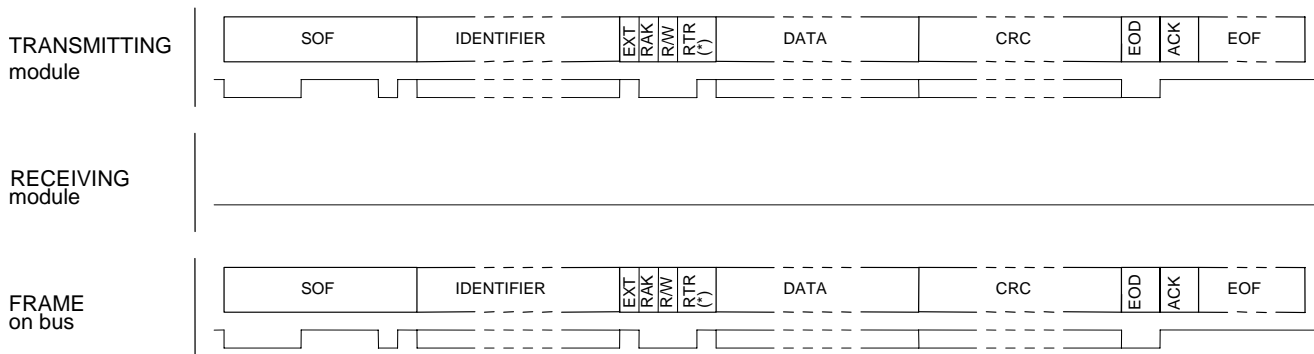 TRANSMITTING
module
SOF IDENTIFIER EXT RAK R/W RTR (*) DATA CRC EOD ACK EOF
RECEIVING
module
FRAME
on bus
SOF IDENTIFIER EXT RAK R/W RTR (*) DATA CRC EOD ACK EOF